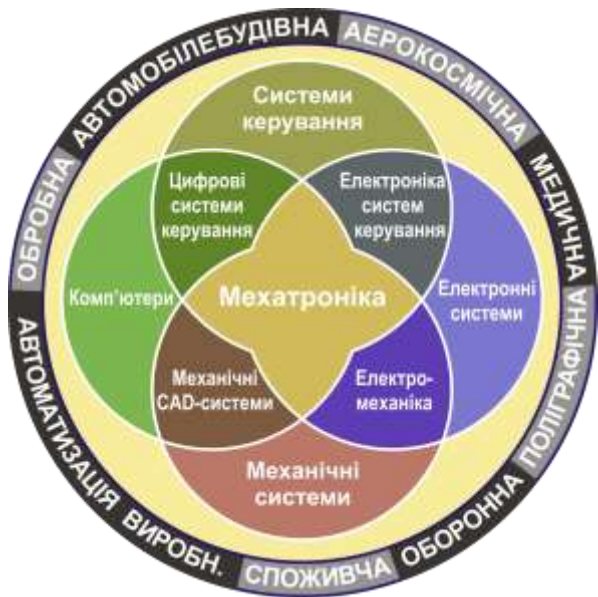 АВТОМОБІЛЕБУДІВНА
АЕРОКОСМІЧНА
МЕДИЧНА
ПОЛІГРАФІЧНА
ОБОРОННА
СПОЖИВЧА
АВТОМАТИЗАЦІЯ ВИРОБН.
ОБРОБНА
Системи
керування
Цифрові
системи
керування
Електроніка
систем
керування
Комп’ютери
Мехатроніка
Електронні
системи
Механічні
CAD-системи
Електро-
механіка
Механічні
системи